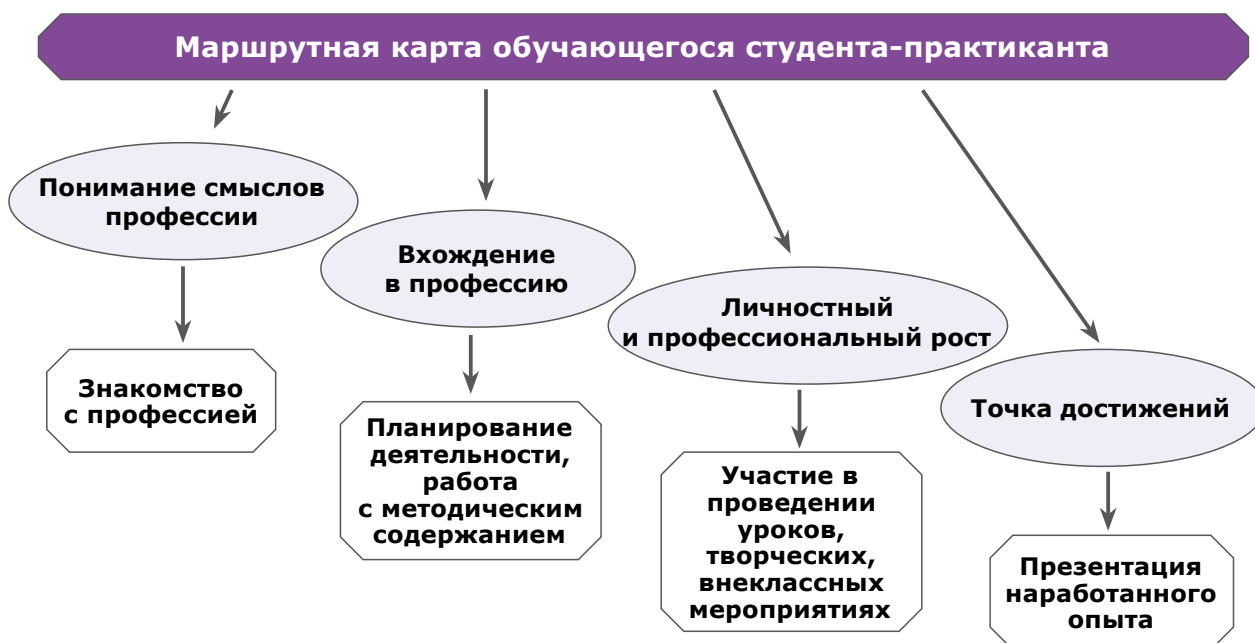 Маршрутная карта обучающегося студента-практиканта
Понимание смыслов
профессии
Вхождение
в профессию
Личностный
и профессиональный рост
Точка достижений
Знакомство
с профессией
Планирование
деятельности,
работа
с методическим
содержанием
Участие в
проведении
уроков,
творческих,
внеклассных
мероприятиях
Презентация
наработанного
опыта